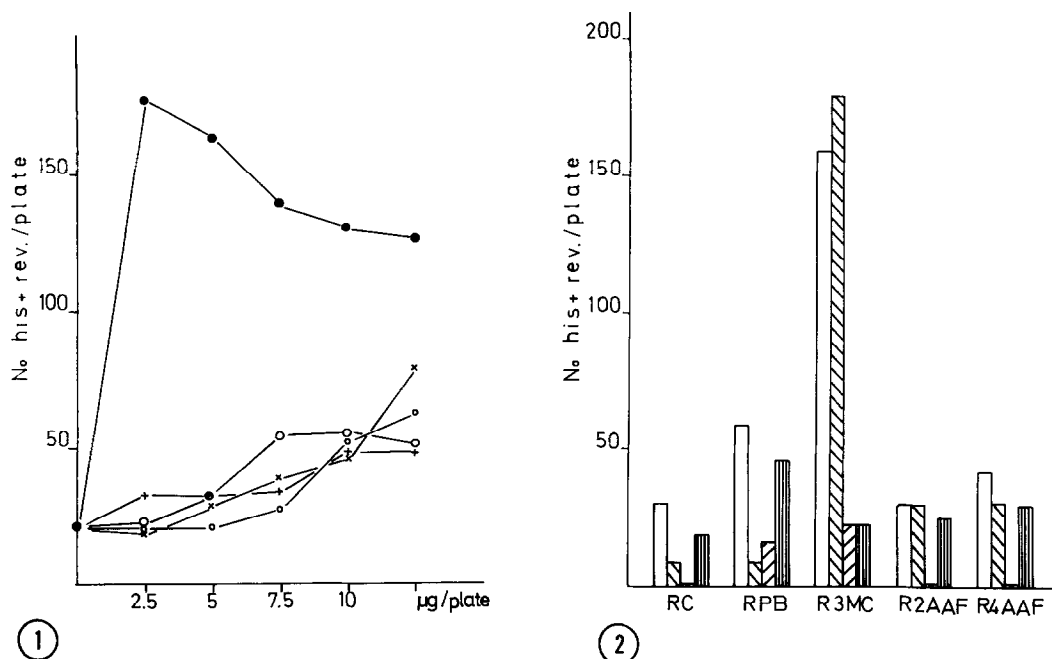 No his+ rev./plate
150
100
50
2.5 5 7.5 10 µg/plate
1
No his+ rev./plate
200
150
100
50
RC RPB R3MC R2AAF R4AAF
2